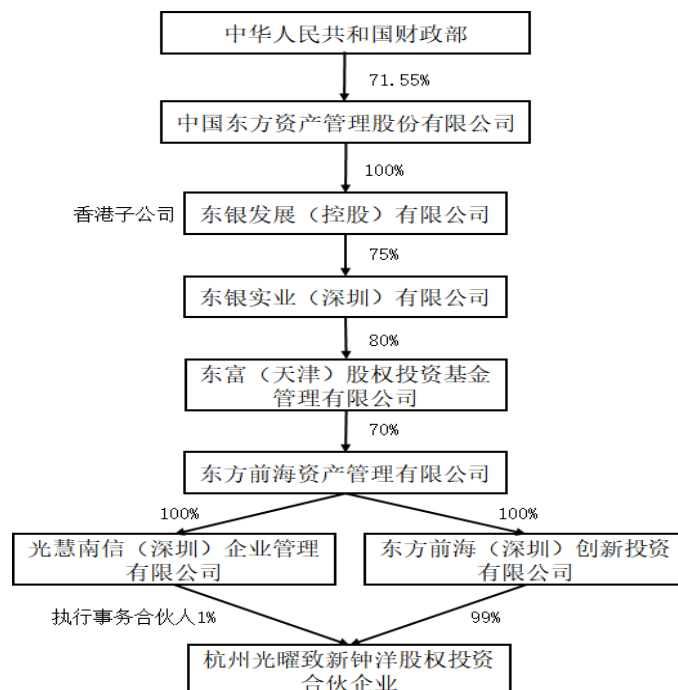 中华人民共和国财政部
71.55%
中国东方资产管理股份有限公司
100%
香港子公司
东银发展（控股）有限公司
75%
东银实业（深圳）有限公司
80%
东富（天津）股权投资基金
管理有限公司
70%
东方前海资产管理有限公司
100%
100%
光慧南信（深圳）企业管理
有限公司
东方前海（深圳）创新投资
有限公司
执行事务合伙人1%
99%
杭州光曜致新钟洋股权投资
合伙企业